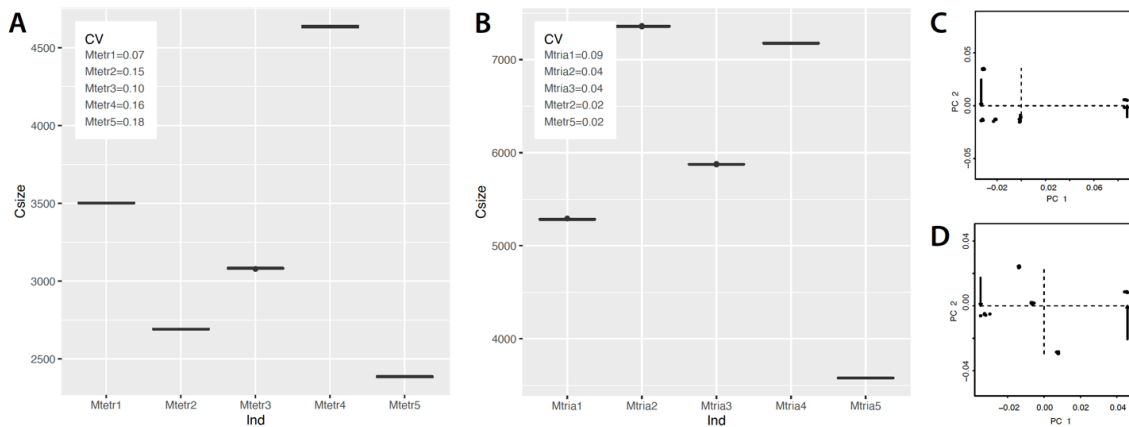 A
CV
Mtetr1=0.07
Mtetr2=0.15
Mtetr3=0.10
Mtetr4=0.16
Mtetr5=0.18
4500
4000
3500
3000
2500
Csize
Mtetr1 Mtetr2 Mtetr3 Mtetr4 Mtetr5
Ind
B
CV
Mtria1=0.09
Mtria2=0.04
Mtria3=0.04
Mtetr2=0.02
Mtetr5=0.02
7000
6000
5000
4000
Csize
Mtria1 Mtria2 Mtria3 Mtria4 Mtria5
Ind
C
0.05
0.00
−0.05
PC 2
−0.02 0.02 0.06
PC 1
D
0.04
0.00
−0.04
PC 2
−0.02 0.00 0.02 0.04
PC 1